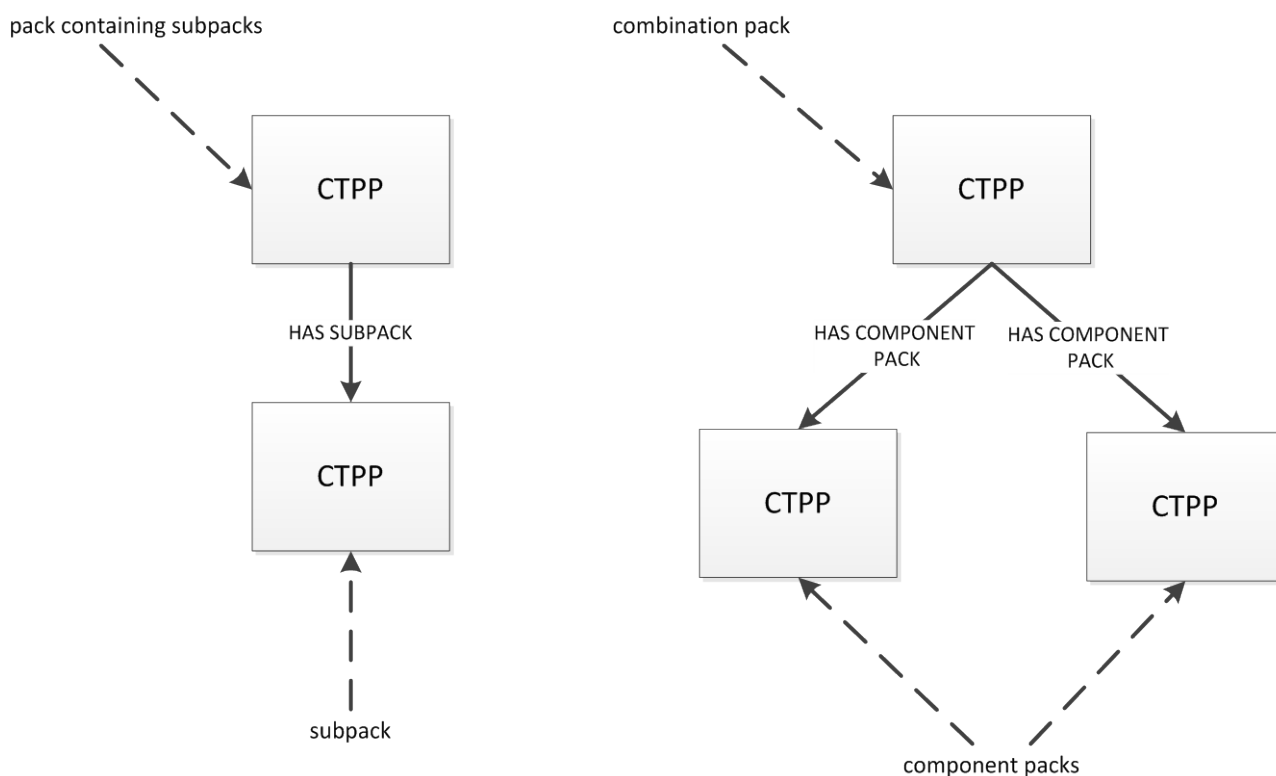 pack containing subpacks
CTPP
HAS SUBPACK
CTPP
subpack
combination pack
CTPP
HAS COMPONENT
PACK
HAS COMPONENT
PACK
CTPP
CTPP
component packs